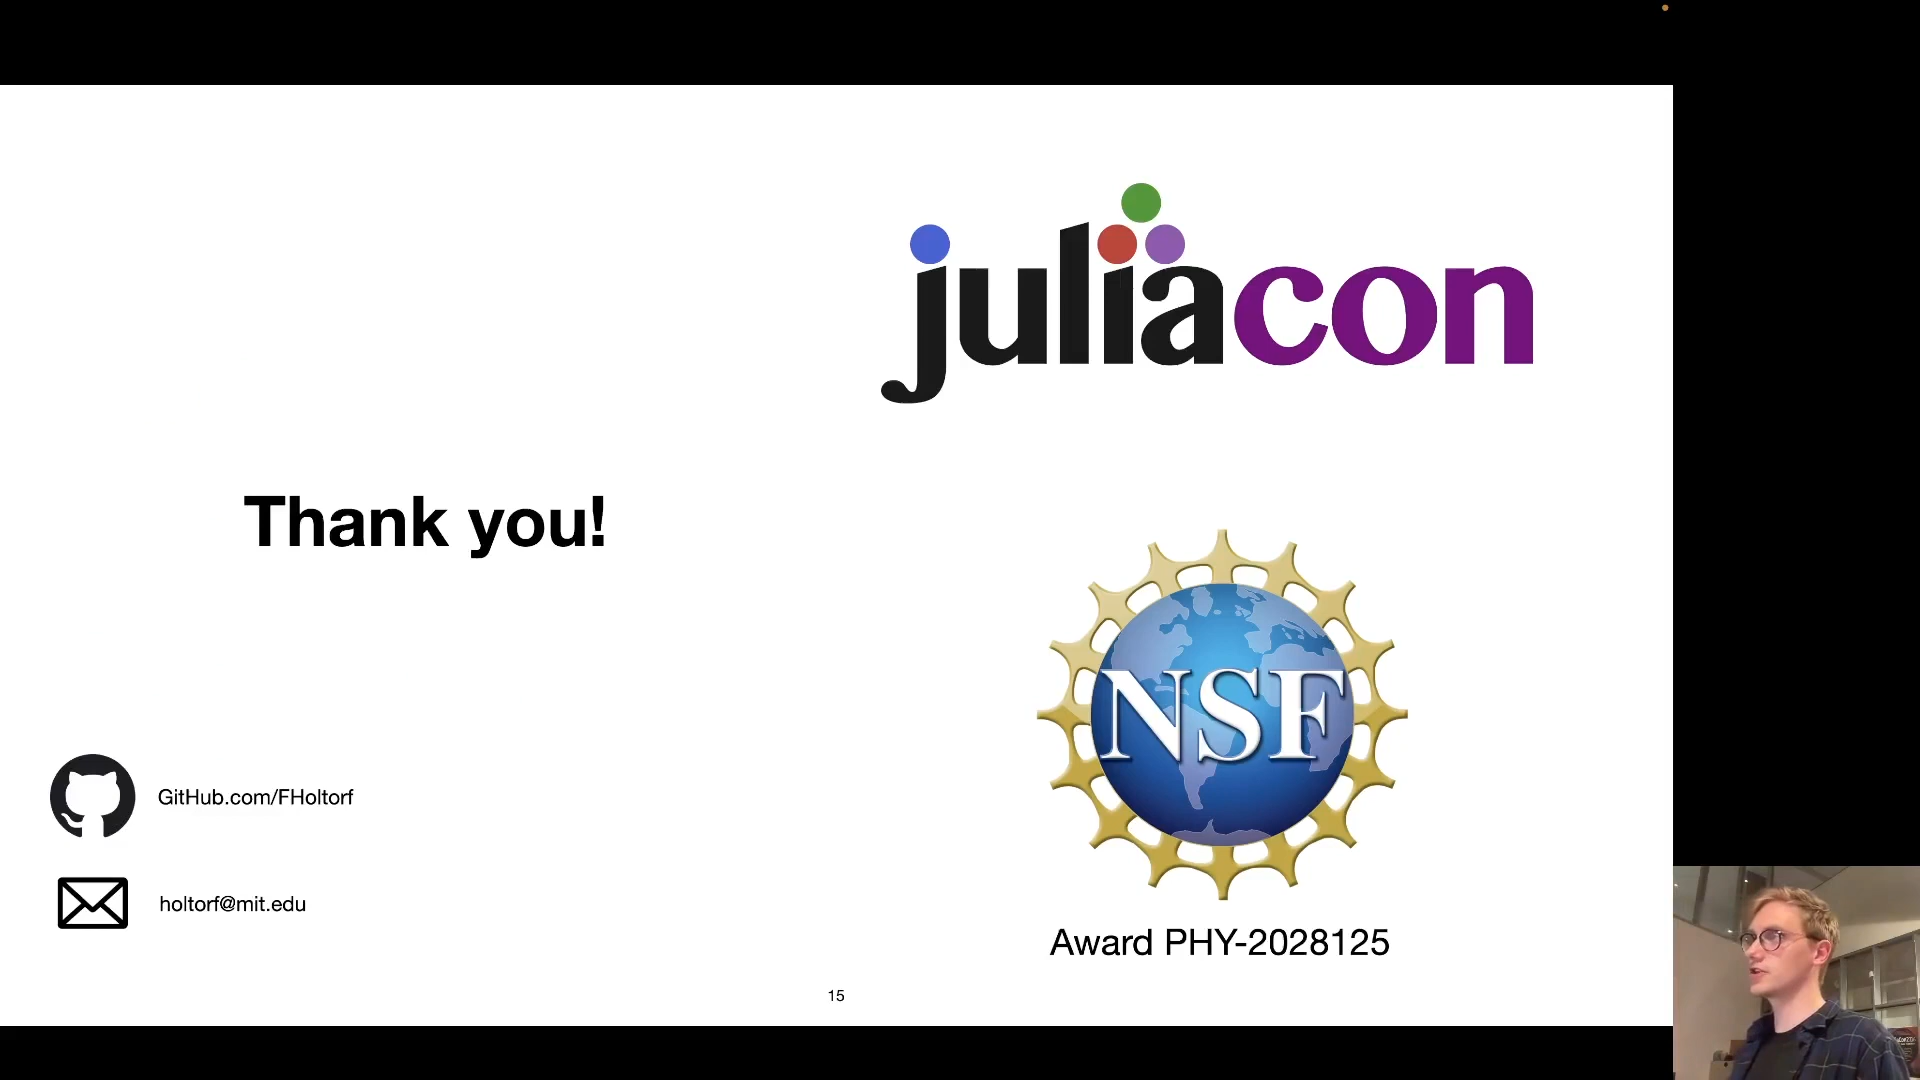 juliacon
Thank you!
NSF
GitHub.com/FHoltorf
holtorf@mit.edu
Award PHY-2028125
15